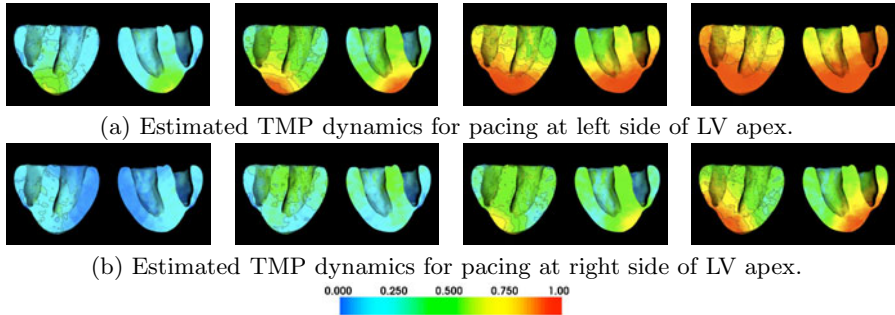 (a) Estimated TMP dynamics for pacing at left side of LV apex.
(b) Estimated TMP dynamics for pacing at right side of LV apex.
0.000 0.250 0.500 0.750 1.00